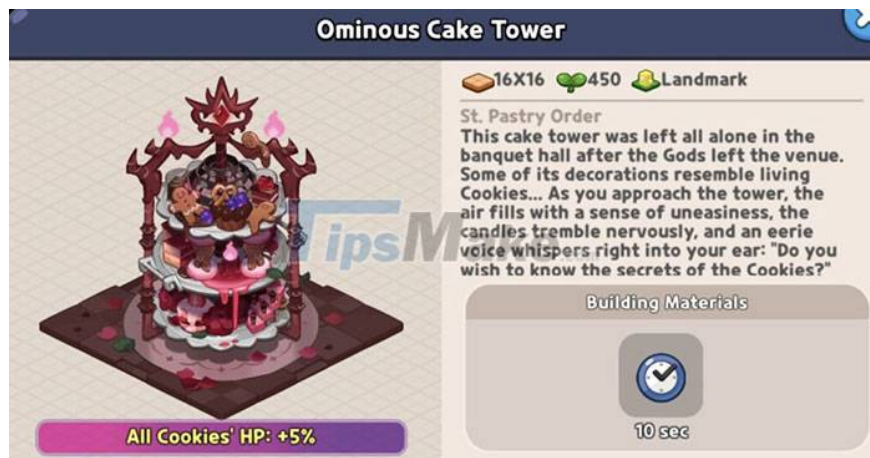 Ominous Cake Tower
16X16 450 Landmark
St. Pastry Order
This cake tower was left all alone in the
banquet hall after the Gods left the venue.
Some of its decorations resemble living
Cookies... As you approach the tower, the
air fills with a sense of uneasiness, the
candles tremble nervously, and an eerie
voice whispers right into your ear: "Do you
wish to know the secrets of the Cookies?"
TipsMake.com
Building Materials
10 sec
All Cookies' HP: +5%